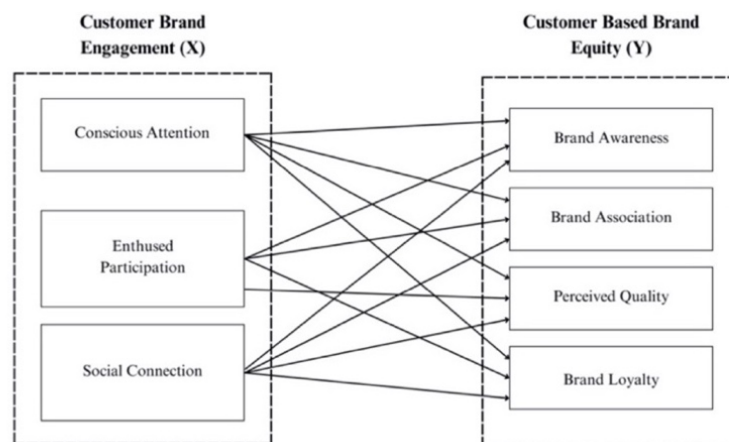 Customer Brand
Engagement (X)
Conscious Attention
Enthused
Participation
Social Connection
Customer Based Brand
Equity (Y)
Brand Awareness
Brand Association
Perceived Quality
Brand Loyalty